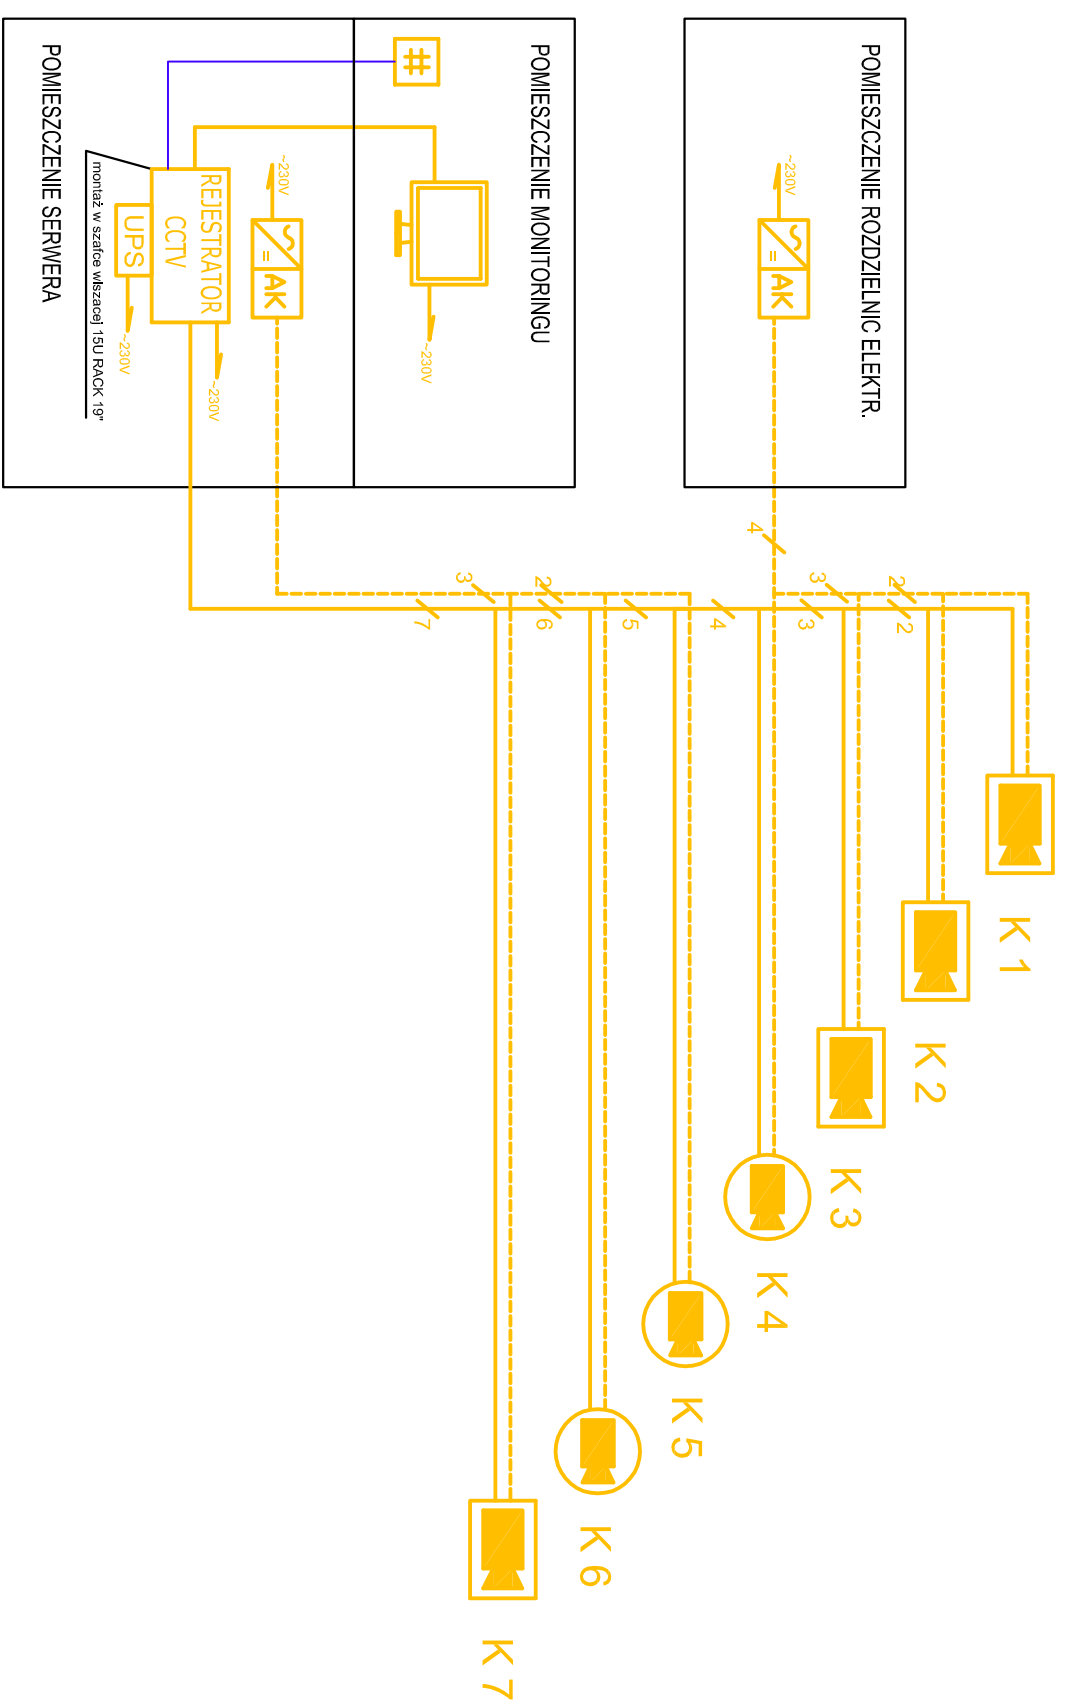 POMIESZCZENIE ROZDZIELNIC ELEKTR.
~230V
=
AK
4
3
2
POMIESZCZENIE MONITORINGU
#
~230V
~230V
=
AK
REJESTRATOR
CCTV
~230V
UPS
~230V
montaż w szafce wiszacej 15U RACK 19"
POMIESZCZENIE SERWERA
3
2
7
6
5
4
3
2
K 1
K 2
K 3
K 4
K 5
K 6
K 7